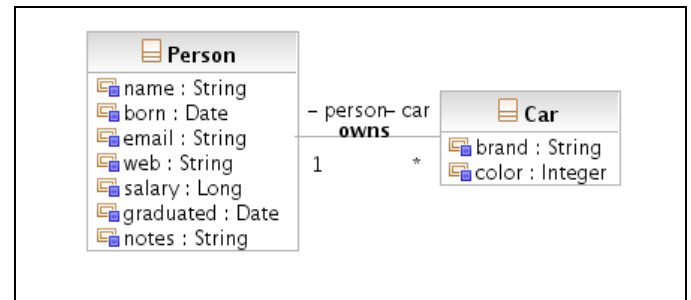 Person
name : String
born : Date
email : String
web : String
salary : Long
graduated : Date
notes : String
– person
– car
owns
1
*
Car
brand : String
color : Integer